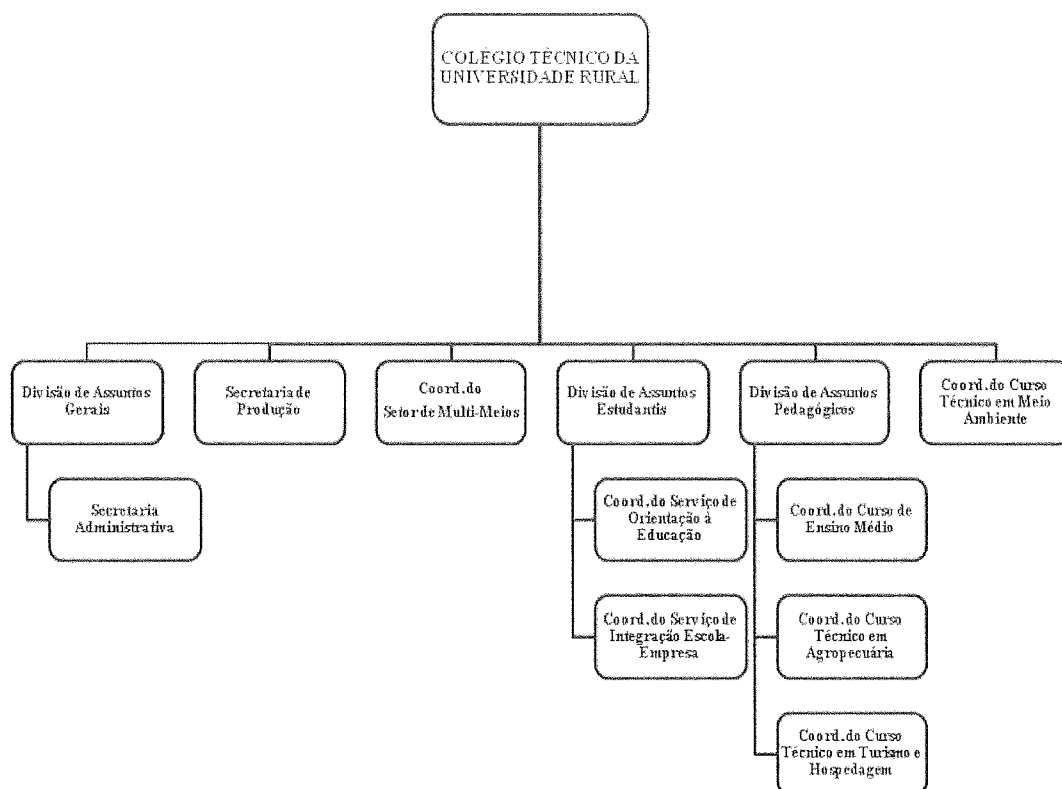 COLÉGIO TÉCNICO DA
UNIVERSIDADE RURAL
Divisão de Assuntos
Gerais
Secretaria de
Produção
Coord.do
Setor de Multi-Meios
Divisão de Assuntos
Estudantis
Divisão de Assuntos
Pedagógicos
Coord.do Curso
Técnico em Meio
Ambiente
Secretaria
Administrativa
Coord.do Serviço de
Orientação à
Educação
Coord.do Curso de
Ensino Médio
Coord.do Serviço de
Integração Escola-
Empresa
Coord.do Curso
Técnico em
Agropecuária
Coord.do Curso
Técnico em Turismo e
Hospedagem